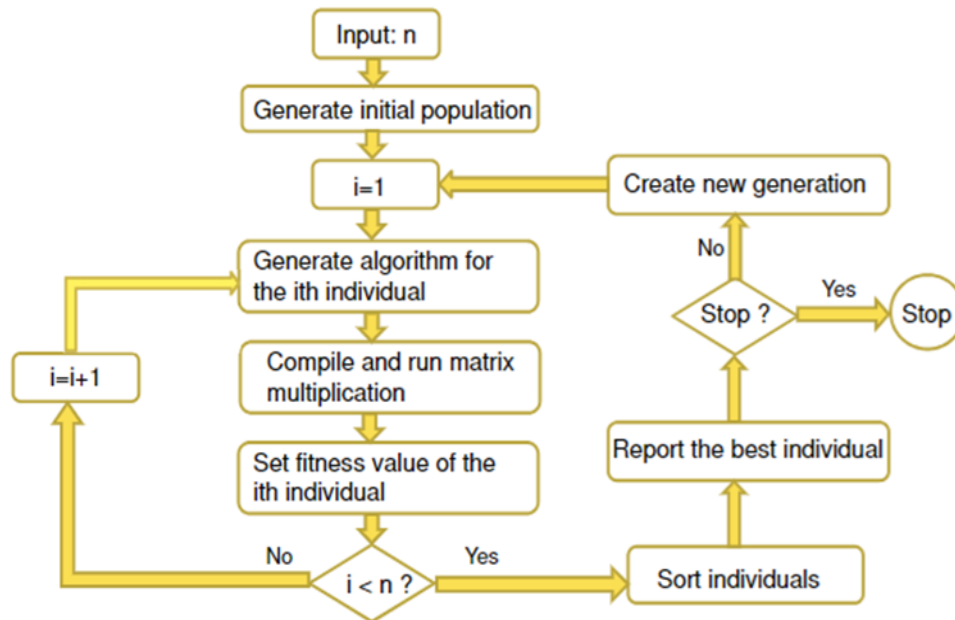 Input: n
Generate initial population
i=1
Create new generation
Generate algorithm for
the ith individual
No
Stop ?
Yes
Stop
Compile and run matrix
multiplication
i=i+1
Report the best individual
Set fitness value of the
ith individual
No
i < n ?
Yes
Sort individuals